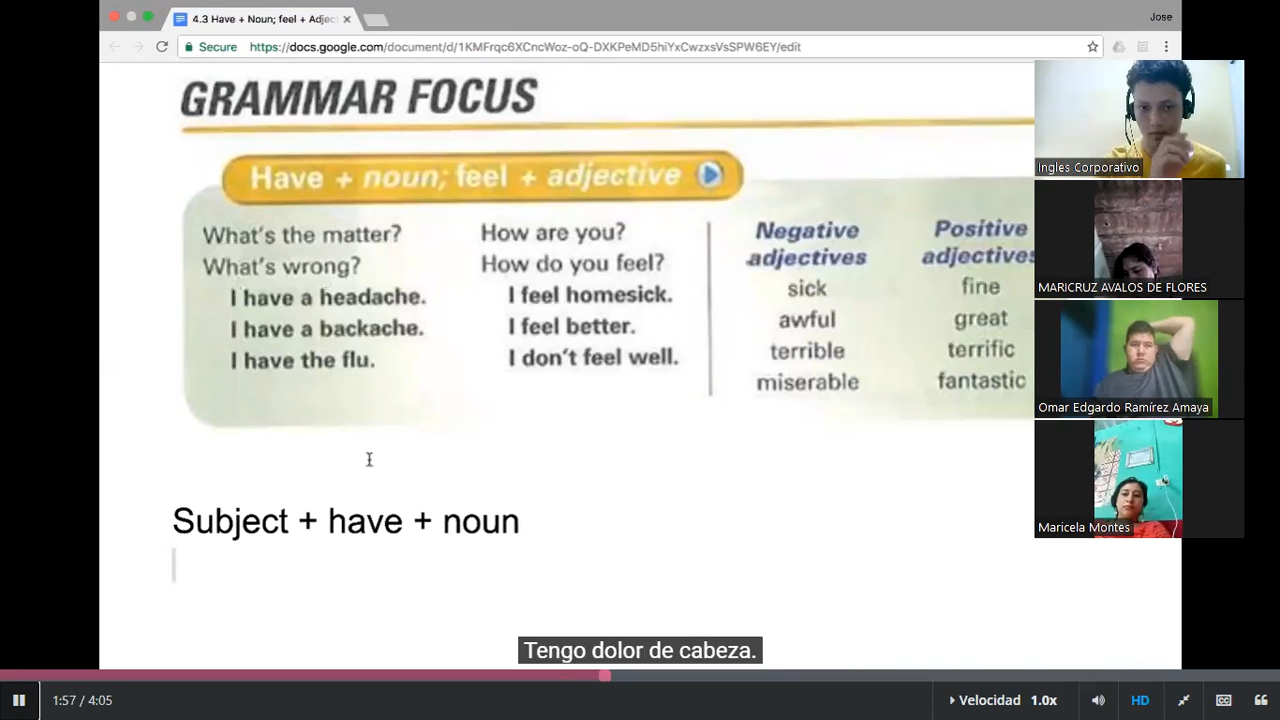 4.3 Have + Noun; feel + Adjec
Jose
Secure
https://docs.google.com/document/d/1KMFrqc6XCncWoz-oQ-DXKPeMD5hiYxCwzxsVsSPW6EY/edit
GRAMMAR FOCUS
Have + noun, feel + adjective
What's the matter?
What's wrong?
I have a headache.
I have a backache.
I have the flu.
How are you?
How do you feel?
I feel homesick.
I feel better.
I don't feel well.
Negative
adjectives
sick
awful
terrible
miserable
Positive
adjectives
fine
great
terrific
fantastic
Subject + have + noun
Tengo dolor de cabeza.
Ingles Corporativo
MARICRUZ AVALOS DE FLORES
Omar Edgardo Ramírez Amaya
Maricela Montes
1:57 / 4:05
Velocidad 1.0x
HD
CC